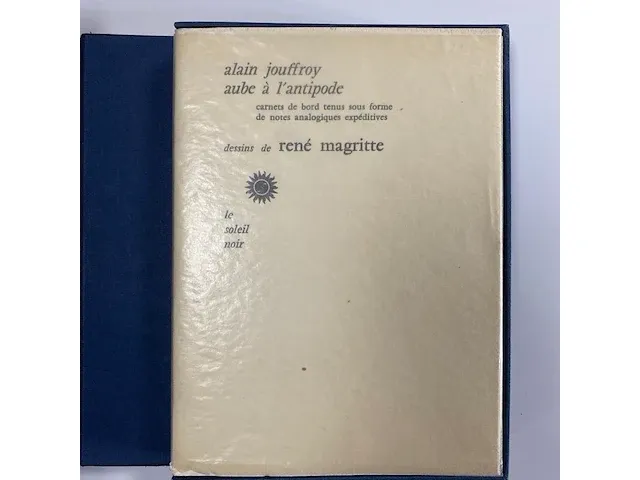 alain jouffroy
aube à l'antipode
carnets de bord tenus sous forme
de notes analogiques expéditives
dessins de rené magritte
le
soleil
noir